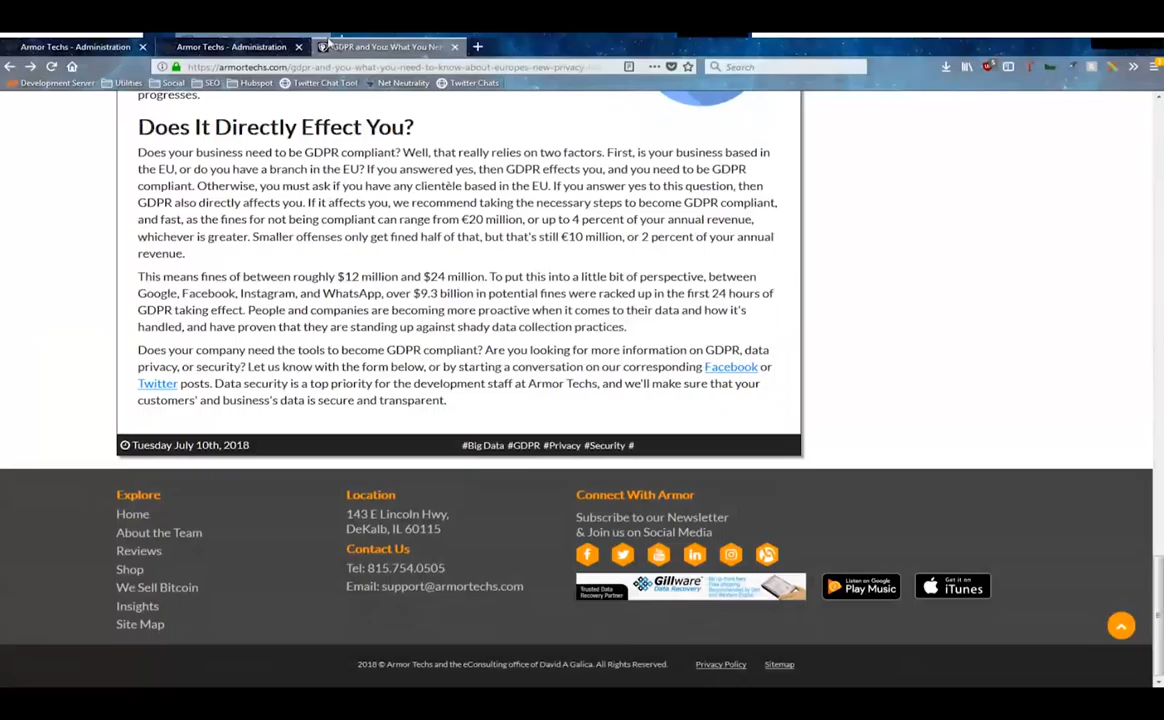 Armor Techs - Administration
Armor Techs - Administration
GDPR and You: What You Ne
https://armortechs.com/gdpr-and-you-what-you-need-to-know-about-europes-new-privacy-
Search
Development Server:
Utilities
Social
SEO
Hubspot
Twitter Chat Tool
Net Neutrality
Twitter Chats
progresses.
Does It Directly Effect You?
Does your business need to be GDPR compliant? Well, that really relies on two factors. First, is your business based in
the EU, or do you have a branch in the EU? If you answered yes, then GDPR effects you, and you need to be GDPR
compliant. Otherwise, you must ask if you have any clientèle based in the EU. If you answer yes to this question, then
GDPR also directly affects you. If it affects you, we recommend taking the necessary steps to become GDPR compliant,
and fast, as the fines for not being compliant can range from €20 million, or up to 4 percent of your annual revenue,
whichever is greater. Smaller offenses only get fined half of that, but that's still €10 million, or 2 percent of your annual
revenue.
This means fines of between roughly $12 million and $24 million. To put this into a little bit of perspective, between
Google, Facebook, Instagram, and WhatsApp, over $9.3 billion in potential fines were racked up in the first 24 hours of
GDPR taking effect. People and companies are becoming more proactive when it comes to their data and how it's
handled, and have proven that they are standing up against shady data collection practices.
Does your company need the tools to become GDPR compliant? Are you looking for more information on GDPR, data
privacy, or security? Let us know with the form below, or by starting a conversation on our corresponding Facebook or
Twitter posts. Data security is a top priority for the development staff at Armor Techs, and we'll make sure that your
customers' and business's data is secure and transparent.
Tuesday July 10th, 2018
#Big Data #GDPR #Privacy #Security #
Explore
Home
About the Team
Reviews
Shop
We Sell Bitcoin
Insights
Site Map
Location
143 E Lincoln Hwy,
DeKalb, IL 60115
Contact Us
Tel: 815.754.0505
Email: support@armortechs.com
Connect With Armor
Subscribe to our Newsletter
& Join us on Social Media
Trusted Data
Recovery Partner
Gillware
Data Recovery
Listen on Google
Play Music
Get it on
iTunes
2018 © Armor Techs and the eConsulting office of David A Galica. All Rights Reserved.
Privacy Policy
Sitemap